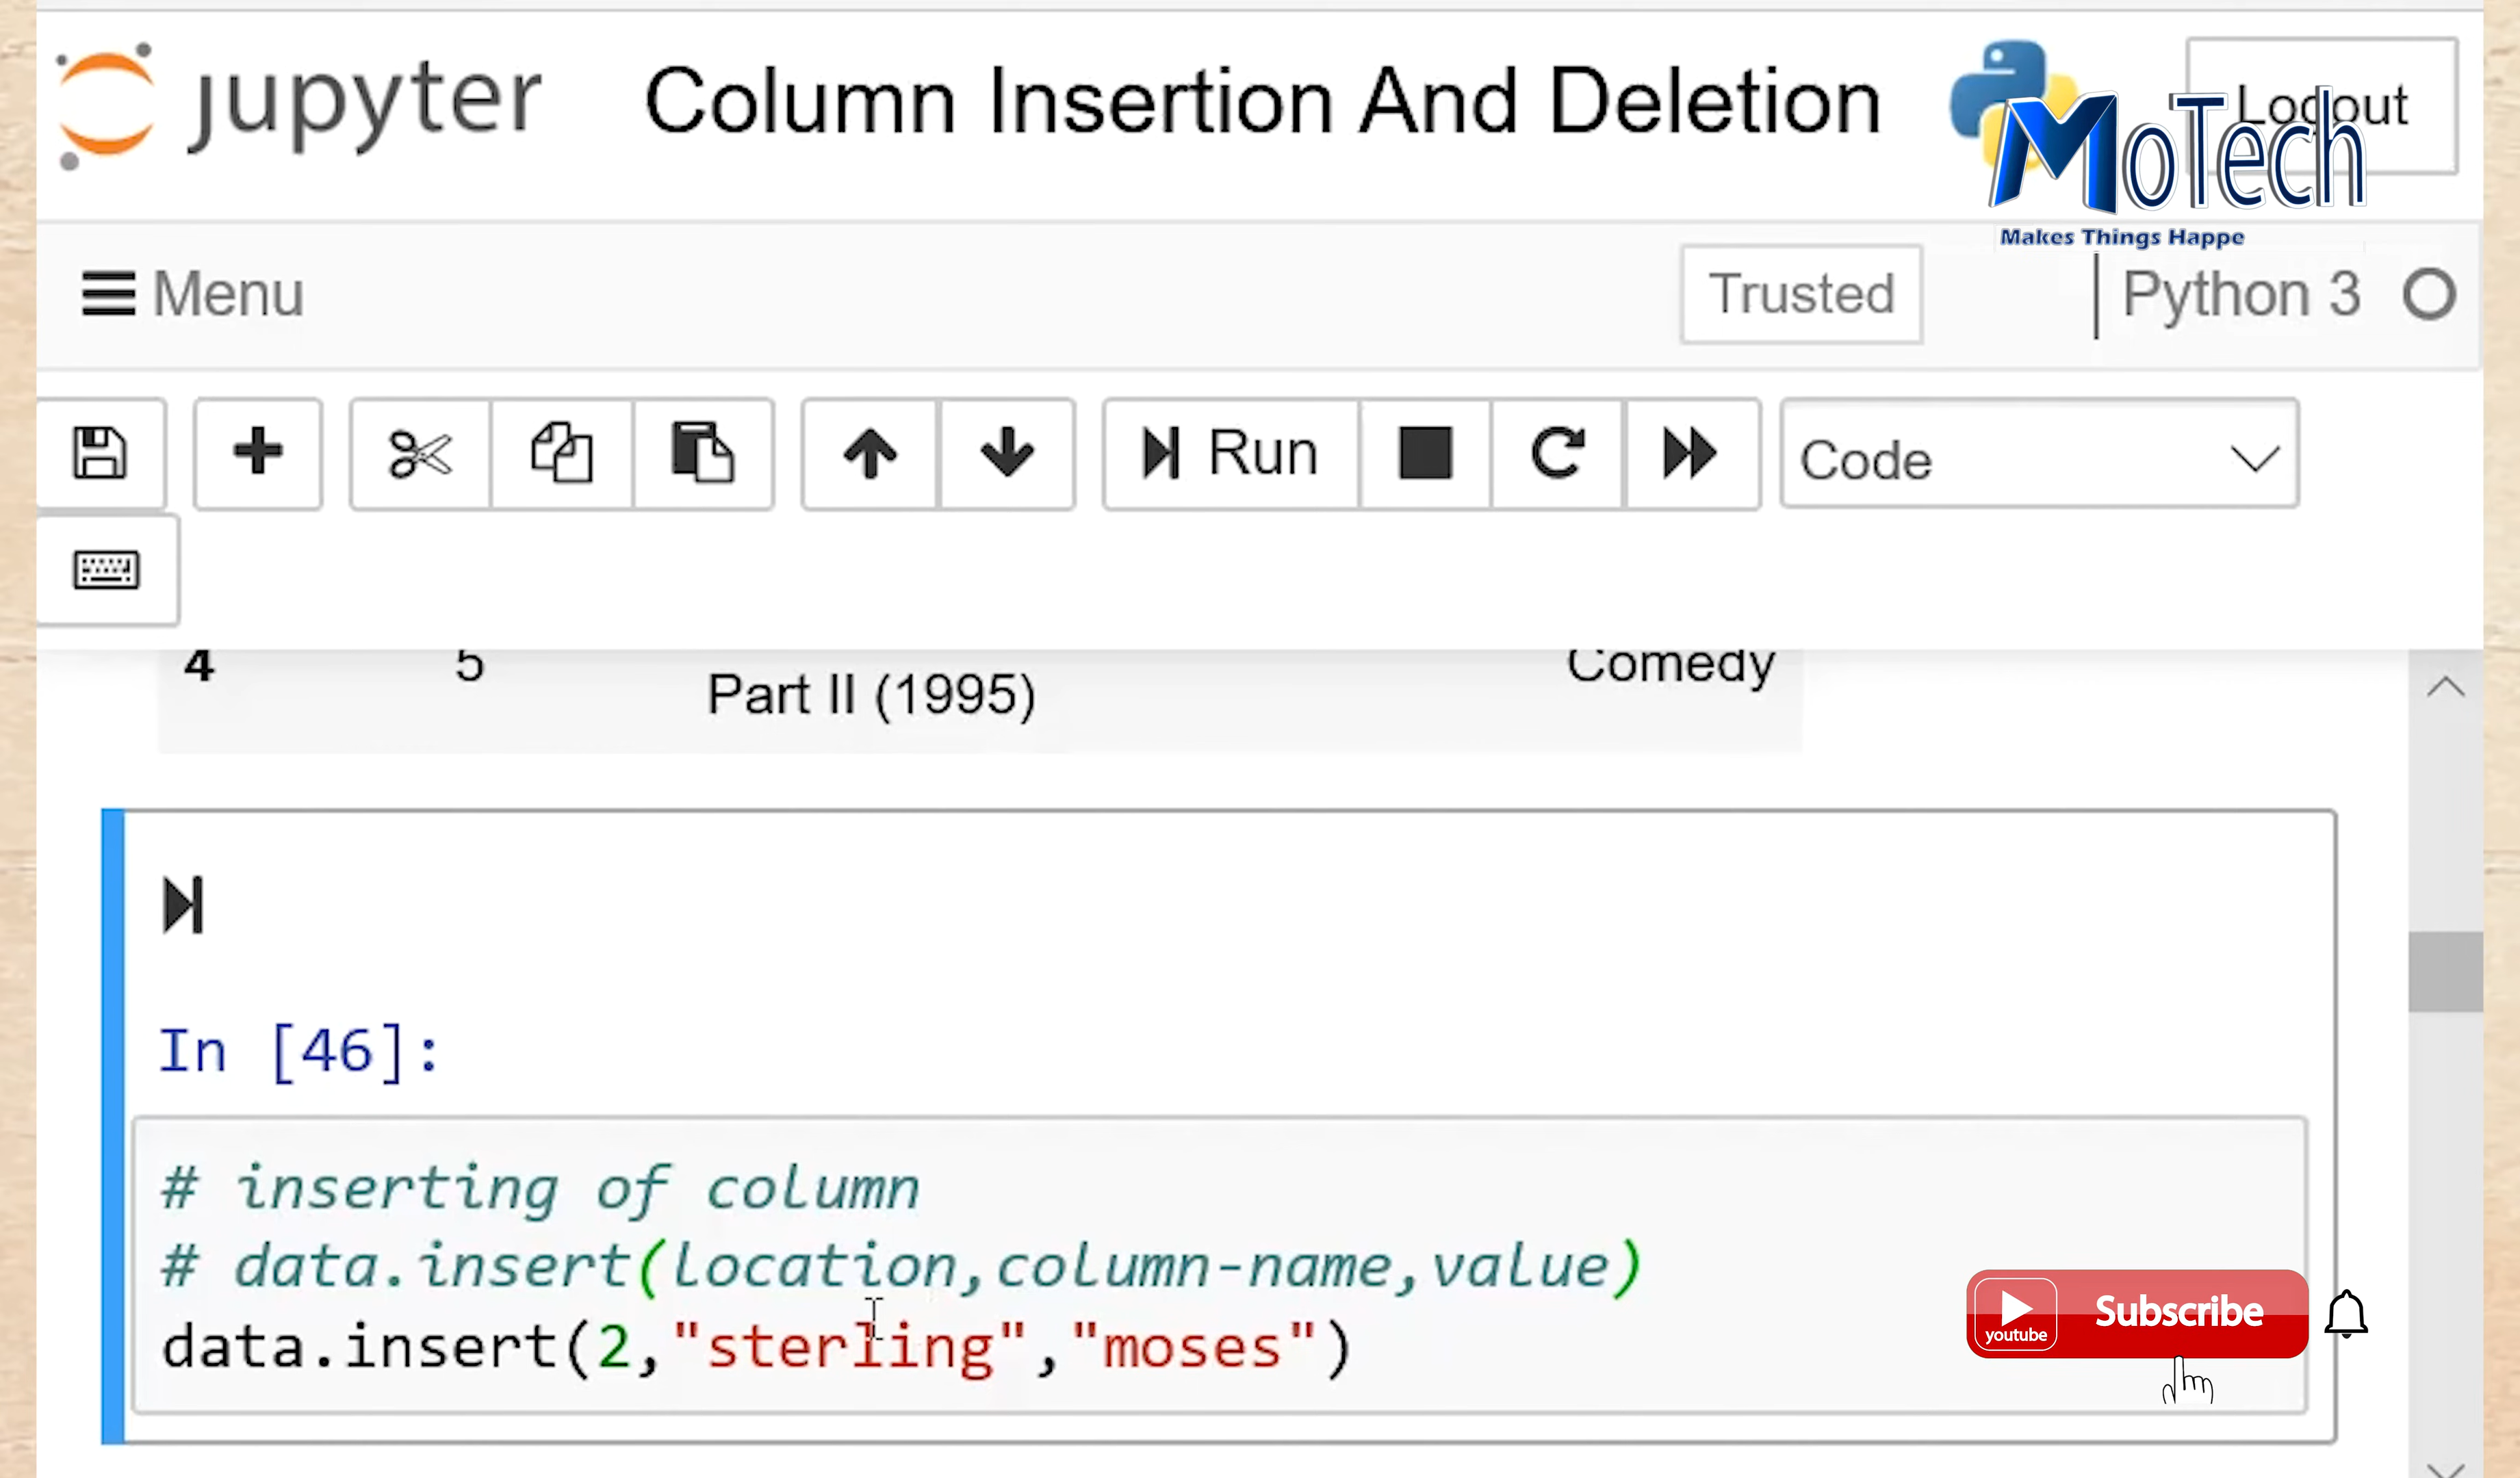 jupyter Column Insertion And Deletion Logout
MoTech
Makes Things Happe
Menu Trusted Python 3
Run Code
4 5 Part II (1995) Comedy
In [46]:
# inserting of column
# data.insert(location,column-name,value)
data.insert(2,"sterling","moses")
youtube Subscribe